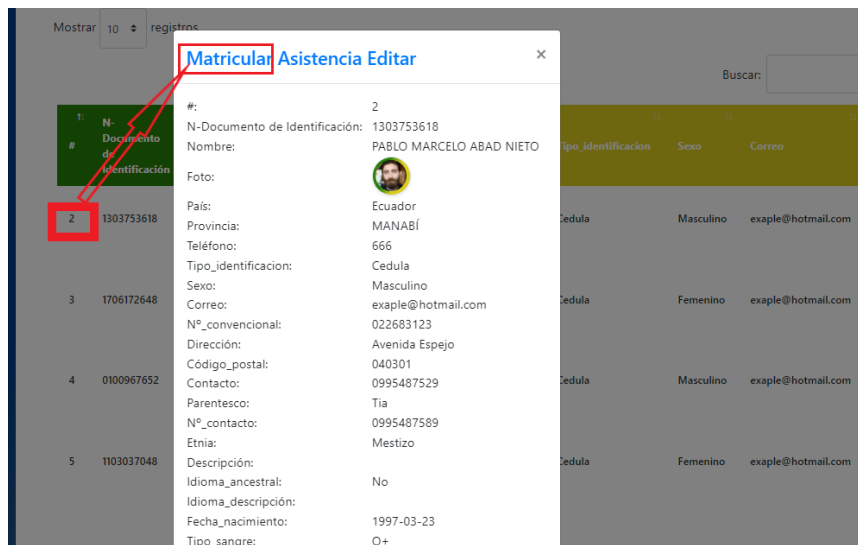 Mostrar 10 registros
Matricular Asistencia Editar ×
Buscar:
# N-Documento de Identificación Tipo_identificacion Sexo Correo
#: 2
N-Documento de Identificación: 1303753618
Nombre: PABLO MARCELO ABAD NIETO
Foto:
País: Ecuador
Provincia: MANABÍ
Teléfono: 666
Tipo_identificacion: Cedula
Sexo: Masculino
Correo: exaple@hotmail.com
Nº_convencional: 022683123
Dirección: Avenida Espejo
Código_postal: 040301
Contacto: 0995487529
Parentesco: Tia
Nº_contacto: 0995487589
Etnia: Mestizo
Descripción:
Idioma_ancestral: No
Idioma_descripción:
Fecha_nacimiento: 1997-03-23
Tipo_sangre: O+
2 1303753618 Cedula Masculino exaple@hotmail.com
3 1706172648 Cedula Femenino exaple@hotmail.com
4 0100967652 Cedula Masculino exaple@hotmail.com
5 1103037048 Cedula Femenino exaple@hotmail.com